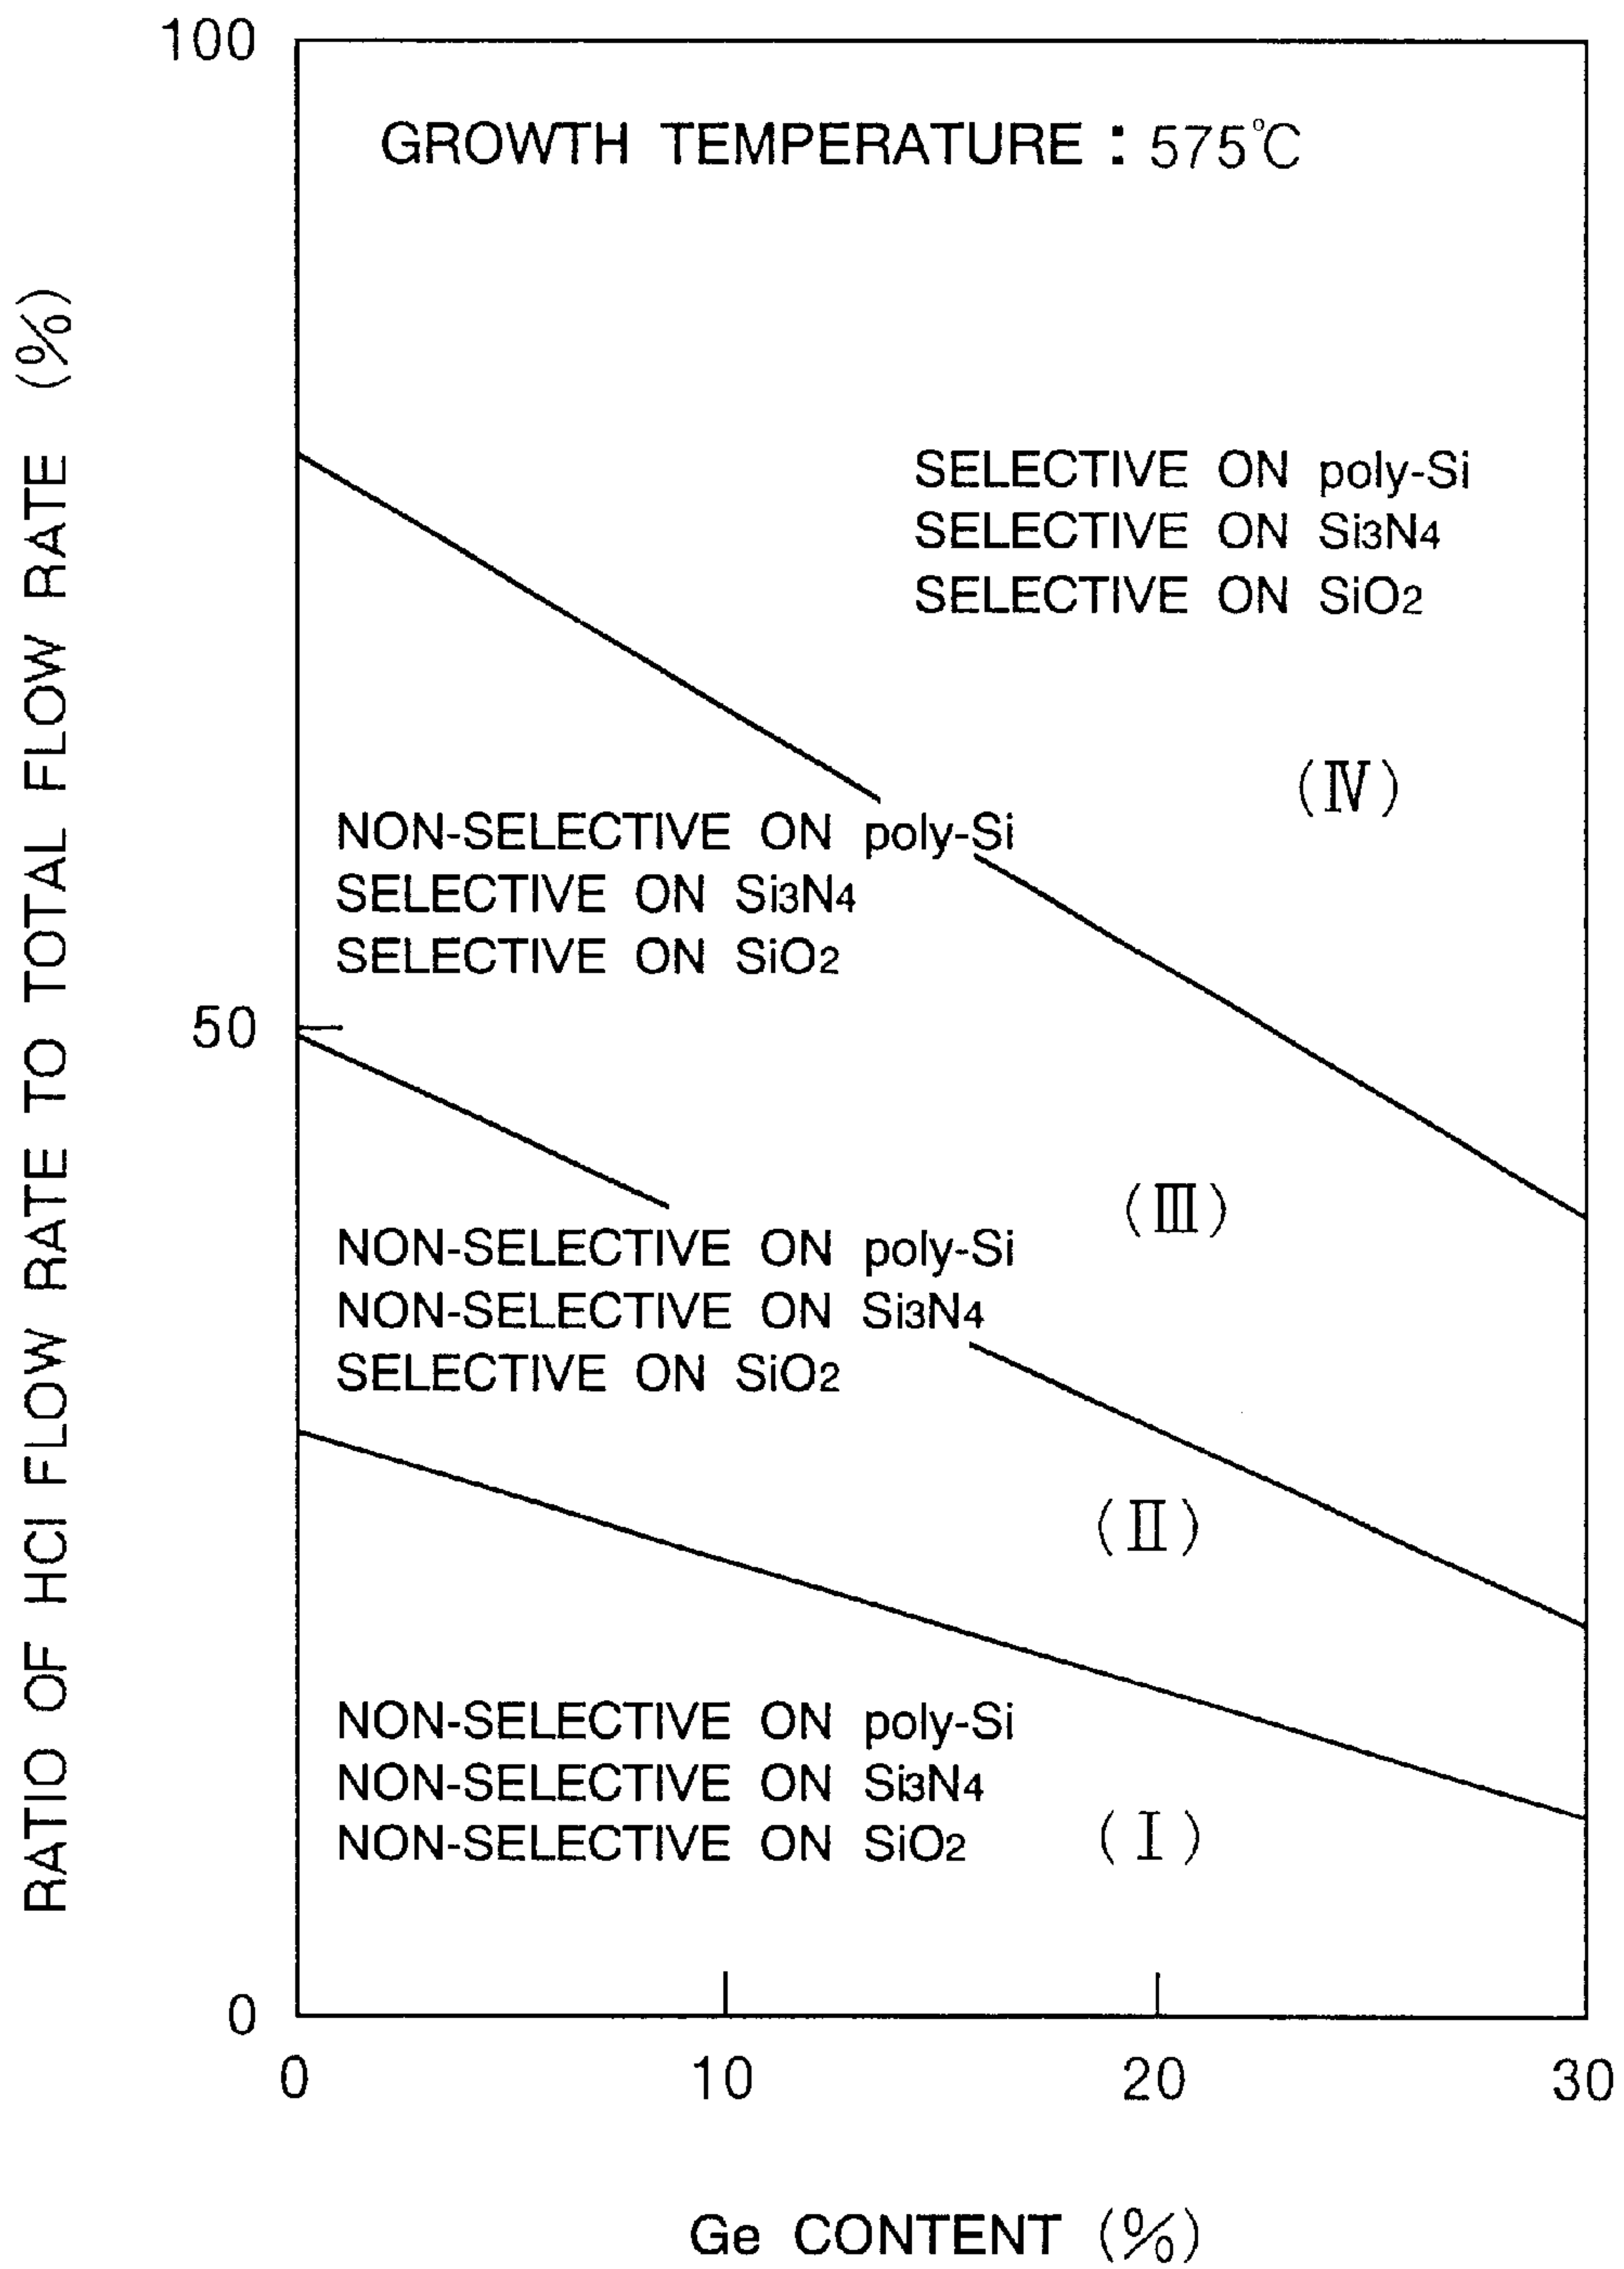 100
GROWTH TEMPERATURE : 575°C
RATIO OF HCl FLOW RATE TO TOTAL FLOW RATE (%)
SELECTIVE ON poly-Si
SELECTIVE ON Si3N4
SELECTIVE ON SiO2
(Ⅳ)
NON-SELECTIVE ON poly-Si
SELECTIVE ON Si3N4
SELECTIVE ON SiO2
50
(Ⅲ)
NON-SELECTIVE ON poly-Si
NON-SELECTIVE ON Si3N4
SELECTIVE ON SiO2
(Ⅱ)
NON-SELECTIVE ON poly-Si
NON-SELECTIVE ON Si3N4
NON-SELECTIVE ON SiO2
(Ⅰ)
0
0 10 20 30
Ge CONTENT (%)